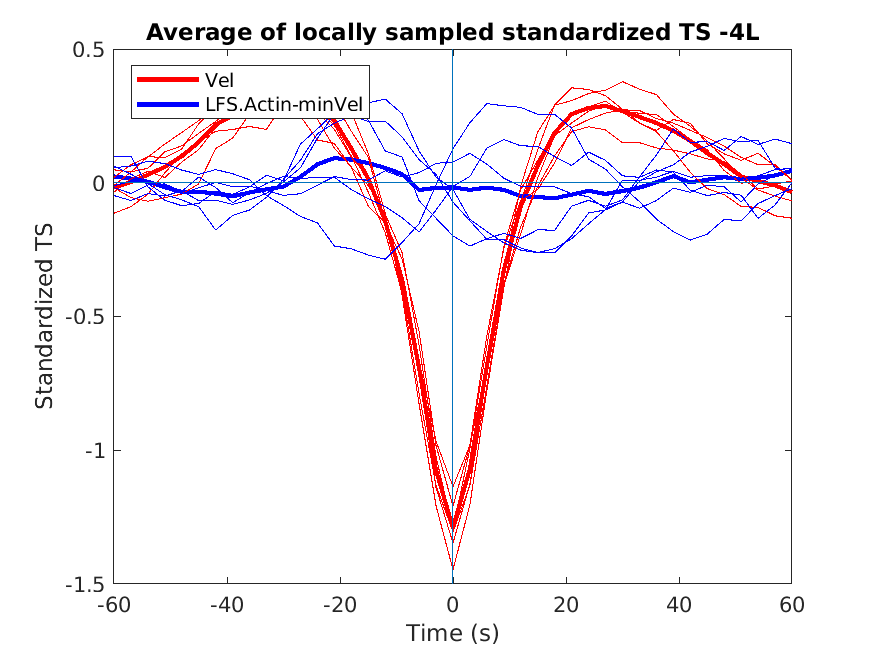 Average of locally sampled standardized TS -4L
0.5
Vel
LFS.Actin-minVel
0
-0.5
-1
-1.5
Standardized TS
-60 -40 -20 0 20 40 60
Time (s)